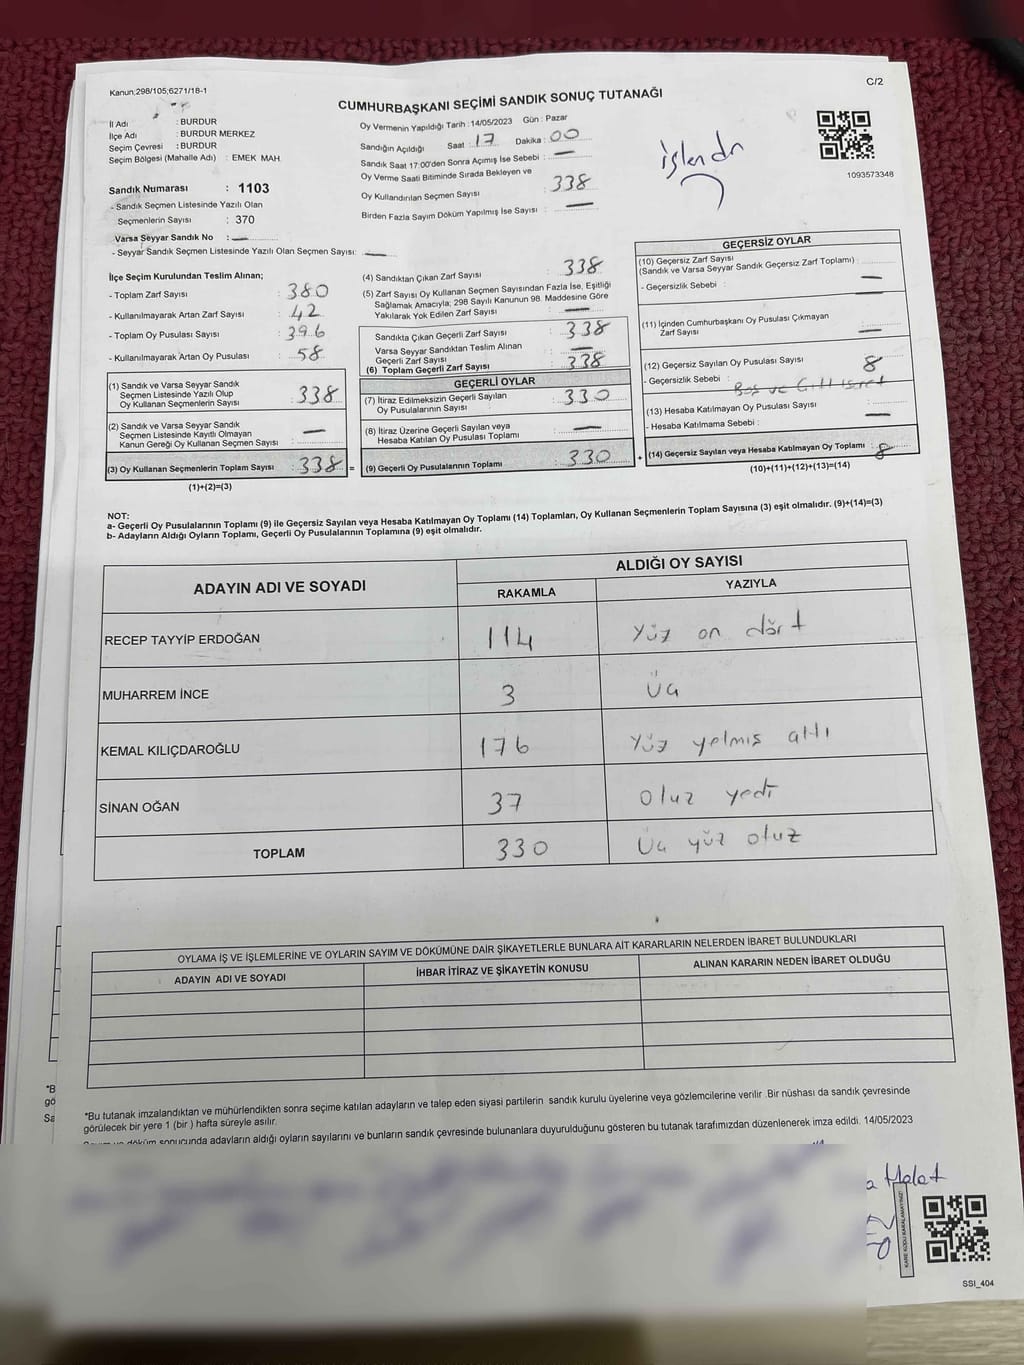 Kanun;298/105;6271/18-1
C/2
CUMHURBAŞKANI SEÇİMİ SANDIK SONUÇ TUTANAĞI
İl Adı : BURDUR
İlçe Adı : BURDUR MERKEZ
Seçim Çevresi : BURDUR
Seçim Bölgesi (Mahalle Adı) : EMEK MAH.
Sandık Numarası : 1103
- Sandık Seçmen Listesinde Yazılı Olan
Seçmenlerin Sayısı : 370
Varsa Seyyar Sandık No : —
- Seyyar Sandık Seçmen Listesinde Yazılı Olan Seçmen Sayısı: —
Oy Vermenin Yapıldığı Tarih : 14/05/2023 Gün : Pazar
Sandığın Açıldığı Saat : 17 Dakika : 00
Sandık Saat 17:00'den Sonra Açımış İse Sebebi : —
Oy Verme Saati Bitiminde Sırada Bekleyen ve
Oy Kullandırılan Seçmen Sayısı : 338
Birden Fazla Sayım Döküm Yapılmış İse Sayısı : —
işlendi
1093573348
İlçe Seçim Kurulundan Teslim Alınan;
- Toplam Zarf Sayısı : 380
- Kullanılmayarak Artan Zarf Sayısı : 42
- Toplam Oy Pusulası Sayısı : 396
- Kullanılmayarak Artan Oy Pusulası : 58
(1) Sandık ve Varsa Seyyar Sandık
Seçmen Listesinde Yazılı Olup
Oy Kullanan Seçmenlerin Sayısı : 338
(2) Sandık ve Varsa Seyyar Sandık
Seçmen Listesinde Kayıtlı Olmayan
Kanun Gereği Oy Kullanan Seçmen Sayısı : —
(3) Oy Kullanan Seçmenlerin Toplam Sayısı : 338 =
(1)+(2)=(3)
(4) Sandıktan Çıkan Zarf Sayısı : 338
(5) Zarf Sayısı Oy Kullanan Seçmen Sayısından Fazla İse, Eşitliği
Sağlamak Amacıyla; 298 Sayılı Kanunun 98. Maddesine Göre
Yakılarak Yok Edilen Zarf Sayısı : —
Sandıkta Çıkan Geçerli Zarf Sayısı : 338
Varsa Seyyar Sandıktan Teslim Alınan
Geçerli Zarf Sayısı : —
(6) Toplam Geçerli Zarf Sayısı : 338
GEÇERLİ OYLAR
(7) İtiraz Edilmeksizin Geçerli Sayılan
Oy Pusulalarının Sayısı : 330
(8) İtiraz Üzerine Geçerli Sayılan veya
Hesaba Katılan Oy Pusulası Toplamı : —
(9) Geçerli Oy Pusulalarının Toplamı : 330 +
GEÇERSİZ OYLAR
(10) Geçersiz Zarf Sayısı
(Sandık ve Varsa Seyyar Sandık Geçersiz Zarf Toplamı) :
- Geçersizlik Sebebi : —
(11) İçinden Cumhurbaşkanı Oy Pusulası Çıkmayan
Zarf Sayısı : —
(12) Geçersiz Sayılan Oy Pusulası Sayısı : 8
- Geçersizlik Sebebi : Boş ve
(13) Hesaba Katılmayan Oy Pusulası Sayısı : —
- Hesaba Katılmama Sebebi :
(14) Geçersiz Sayılan veya Hesaba Katılmayan Oy Toplamı : 8
(10)+(11)+(12)+(13)=(14)
NOT:
a- Geçerli Oy Pusulalarının Toplamı (9) ile Geçersiz Sayılan veya Hesaba Katılmayan Oy Toplamı (14) Toplamları, Oy Kullanan Seçmenlerin Toplam Sayısına (3) eşit olmalıdır. (9)+(14)=(3)
b- Adayların Aldığı Oyların Toplamı, Geçerli Oy Pusulalarının Toplamına (9) eşit olmalıdır.
ADAYIN ADI VE SOYADI
ALDIĞI OY SAYISI
RAKAMLA YAZIYLA
RECEP TAYYİP ERDOĞAN 114 Yüz on dört
MUHARREM İNCE 3 Üç
KEMAL KILIÇDAROĞLU 176 Yüz yetmiş altı
SİNAN OĞAN 37 Otuz yedi
TOPLAM 330 Üç yüz otuz
OYLAMA İŞ VE İŞLEMLERİNE VE OYLARIN SAYIM VE DÖKÜMÜNE DAİR ŞİKAYETLERLE BUNLARA AİT KARARLARIN NELERDEN İBARET BULUNDUKLARI
ADAYIN ADI VE SOYADI İHBAR İTİRAZ VE ŞİKAYETİN KONUSU ALINAN KARARIN NEDEN İBARET OLDUĞU
*B
gö
Sa
*Bu tutanak imzalandıktan ve mühürlendikten sonra seçime katılan adayların ve talep eden siyasi partilerin sandık kurulu üyelerine veya gözlemcilerine verilir .Bir nüshası da sandık çevresinde
görülecek bir yere 1 (bir ) hafta süreyle asılır.
Sayım ve döküm sonucunda adayların aldığı oyların sayılarını ve bunların sandık çevresinde bulunanlara duyurulduğunu gösteren bu tutanak tarafımızdan düzenlenerek imza edildi. 14/05/2023
KARE KODU KARALAMAYINIZ!
SSI_404